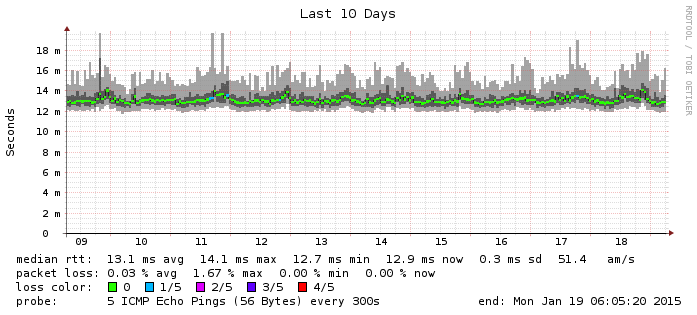 Last 10 Days
RRDTOOL / TOBI OETIKER
Seconds
18 m
16 m
14 m
12 m
10 m
8 m
6 m
4 m
2 m
0
09 10 11 12 13 14 15 16 17 18
median rtt: 13.1 ms avg 14.1 ms max 12.7 ms min 12.9 ms now 0.3 ms sd 51.4 am/s
packet loss: 0.03 % avg 1.67 % max 0.00 % min 0.00 % now
loss color: 0 1/5 2/5 3/5 4/5
probe: 5 ICMP Echo Pings (56 Bytes) every 300s end: Mon Jan 19 06:05:20 2015